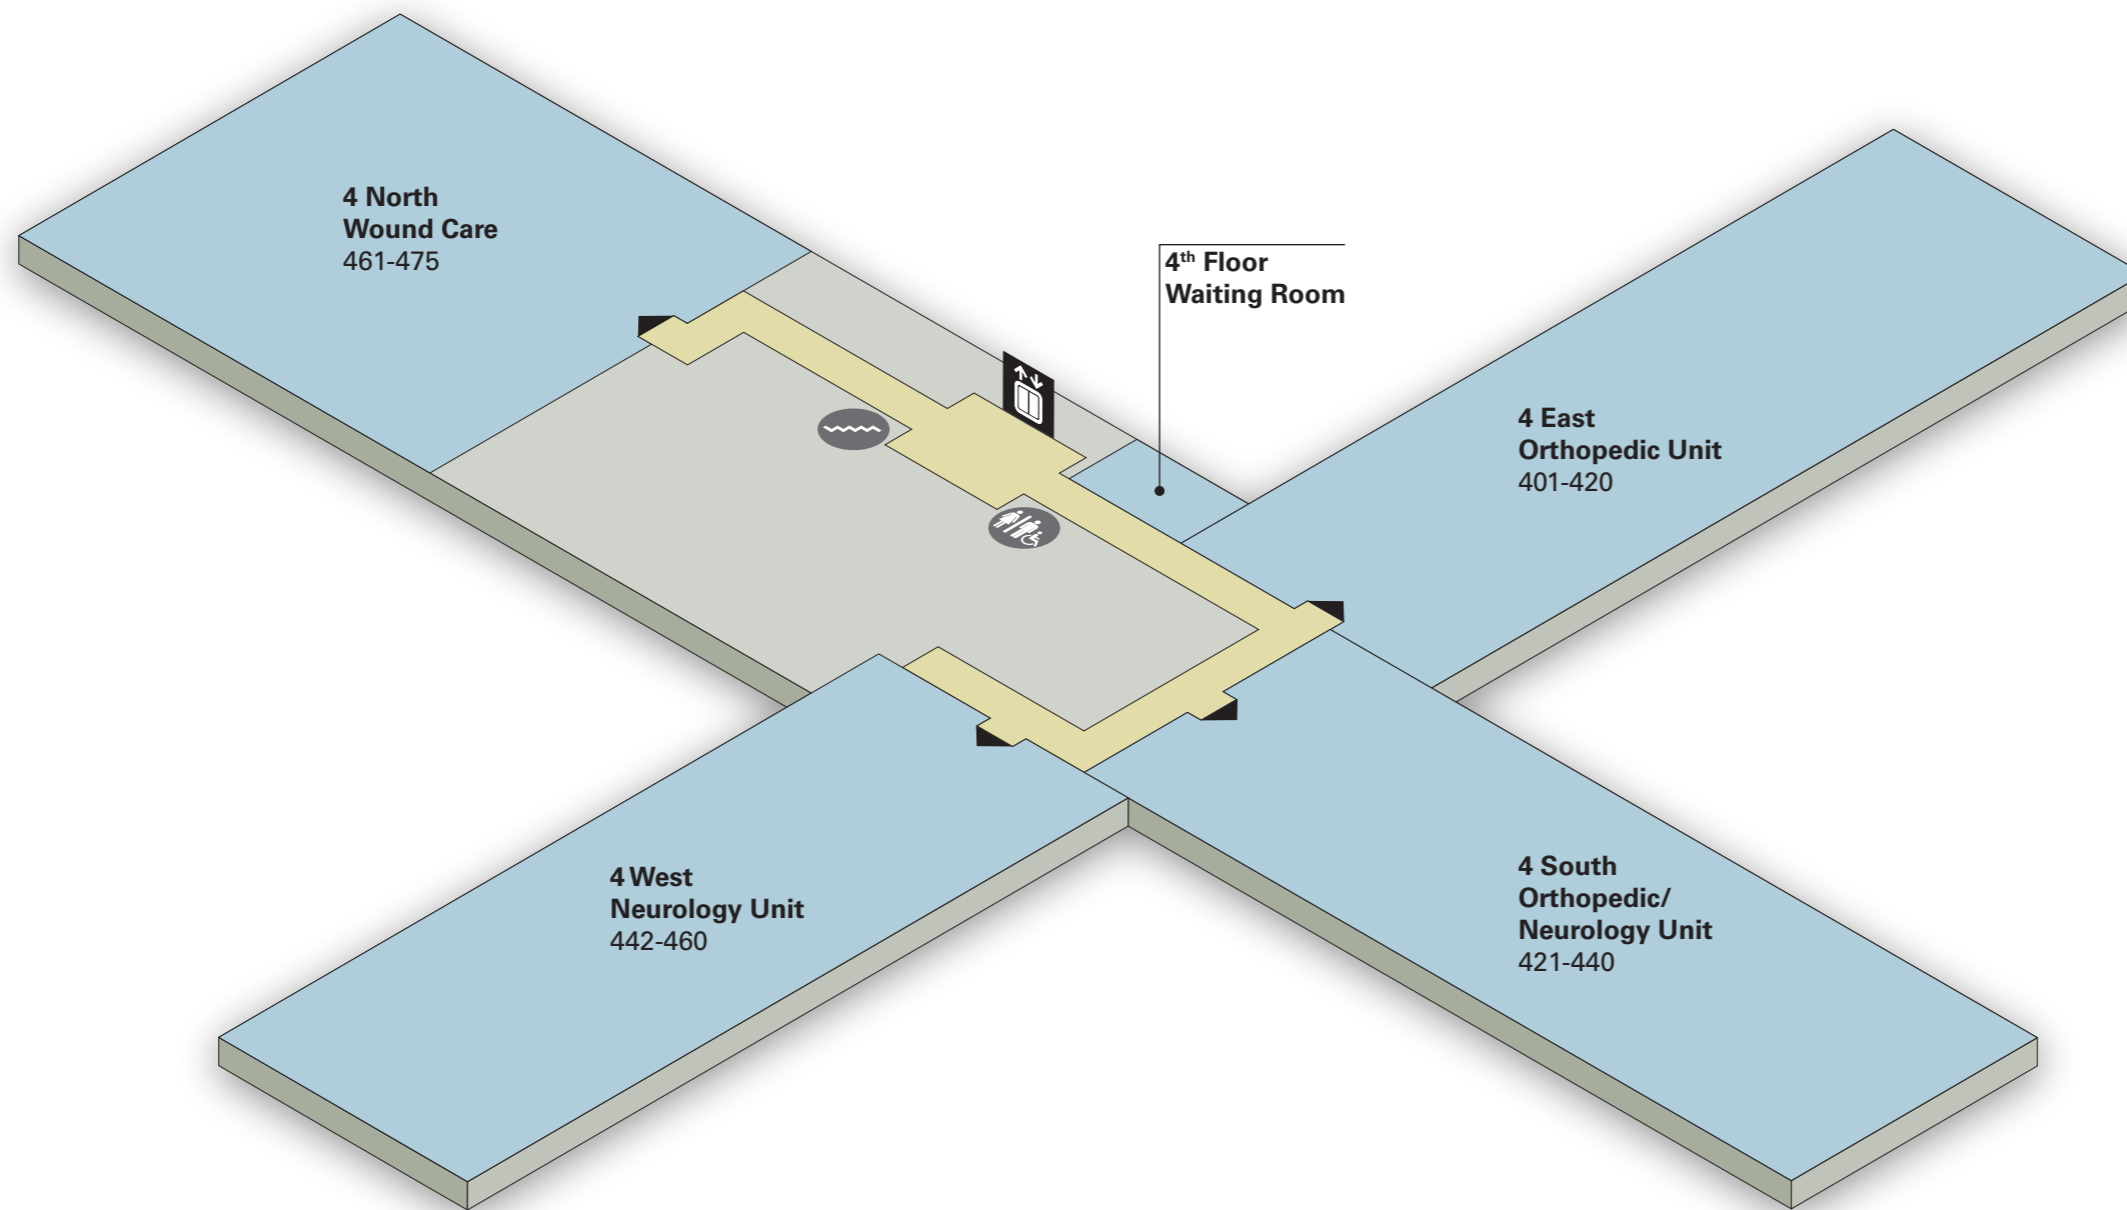 4 North
Wound Care
461-475
4th Floor
Waiting Room
4 East
Orthopedic Unit
401-420
4 West
Neurology Unit
442-460
4 South
Orthopedic/
Neurology Unit
421-440